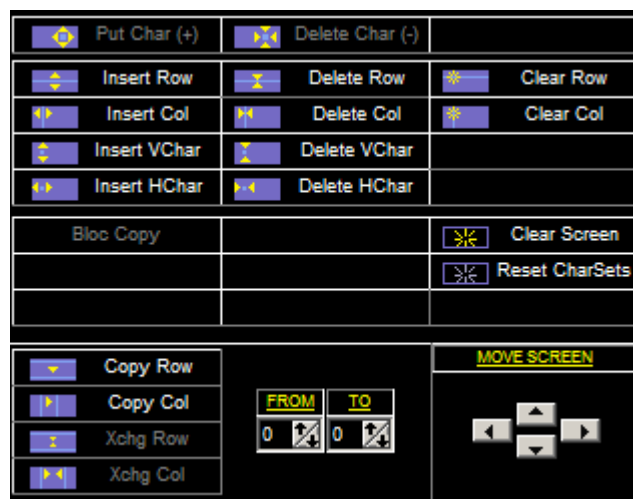 Put Char (+) Delete Char (-)
Insert Row Delete Row Clear Row
Insert Col Delete Col Clear Col
Insert VChar Delete VChar
Insert HChar Delete HChar
Bloc Copy Clear Screen
Reset CharSets
Copy Row
Copy Col
Xchg Row
Xchg Col
FROM TO
0 0
MOVE SCREEN